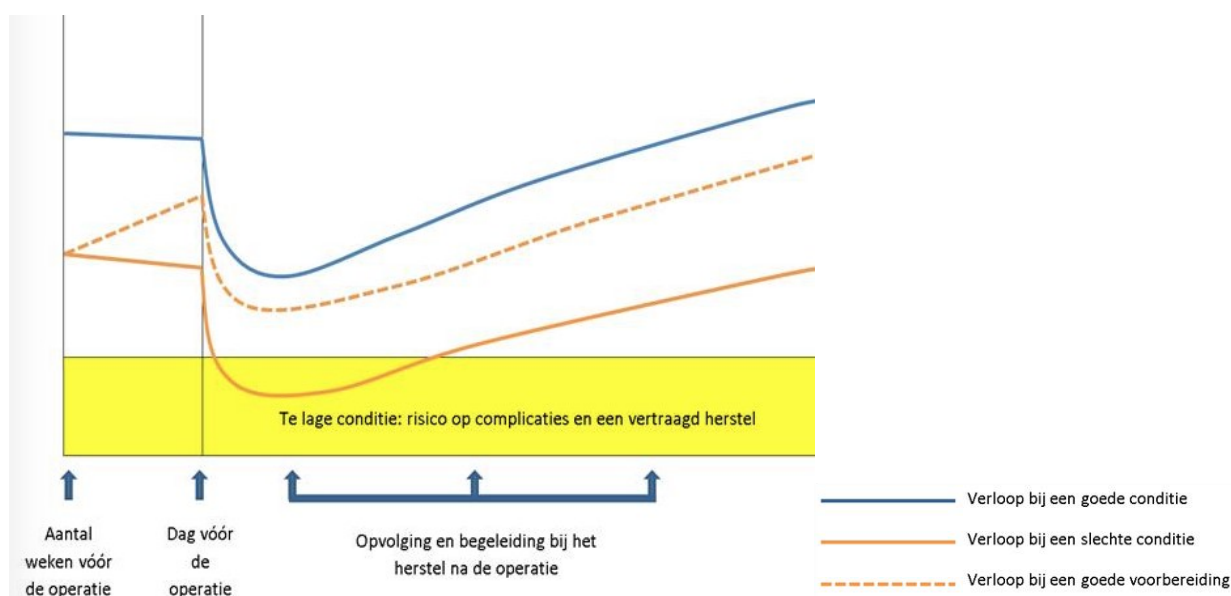 Te lage conditie: risico op complicaties en een vertraagd herstel
Aantal
weken vóór
de operatie
Dag vóór
de
operatie
Opvolging en begeleiding bij het
herstel na de operatie
Verloop bij een goede conditie
Verloop bij een slechte conditie
Verloop bij een goede voorbereiding